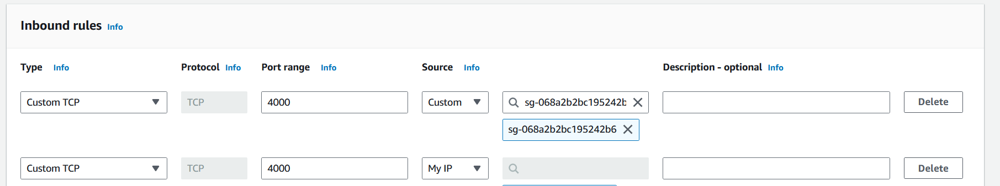 Inbound rules Info
Type Info Protocol Info Port range Info Source Info Description - optional Info
Custom TCP TCP 4000 Custom sg-068a2b2bc195242b Delete
sg-068a2b2bc195242b6
Custom TCP TCP 4000 My IP Delete